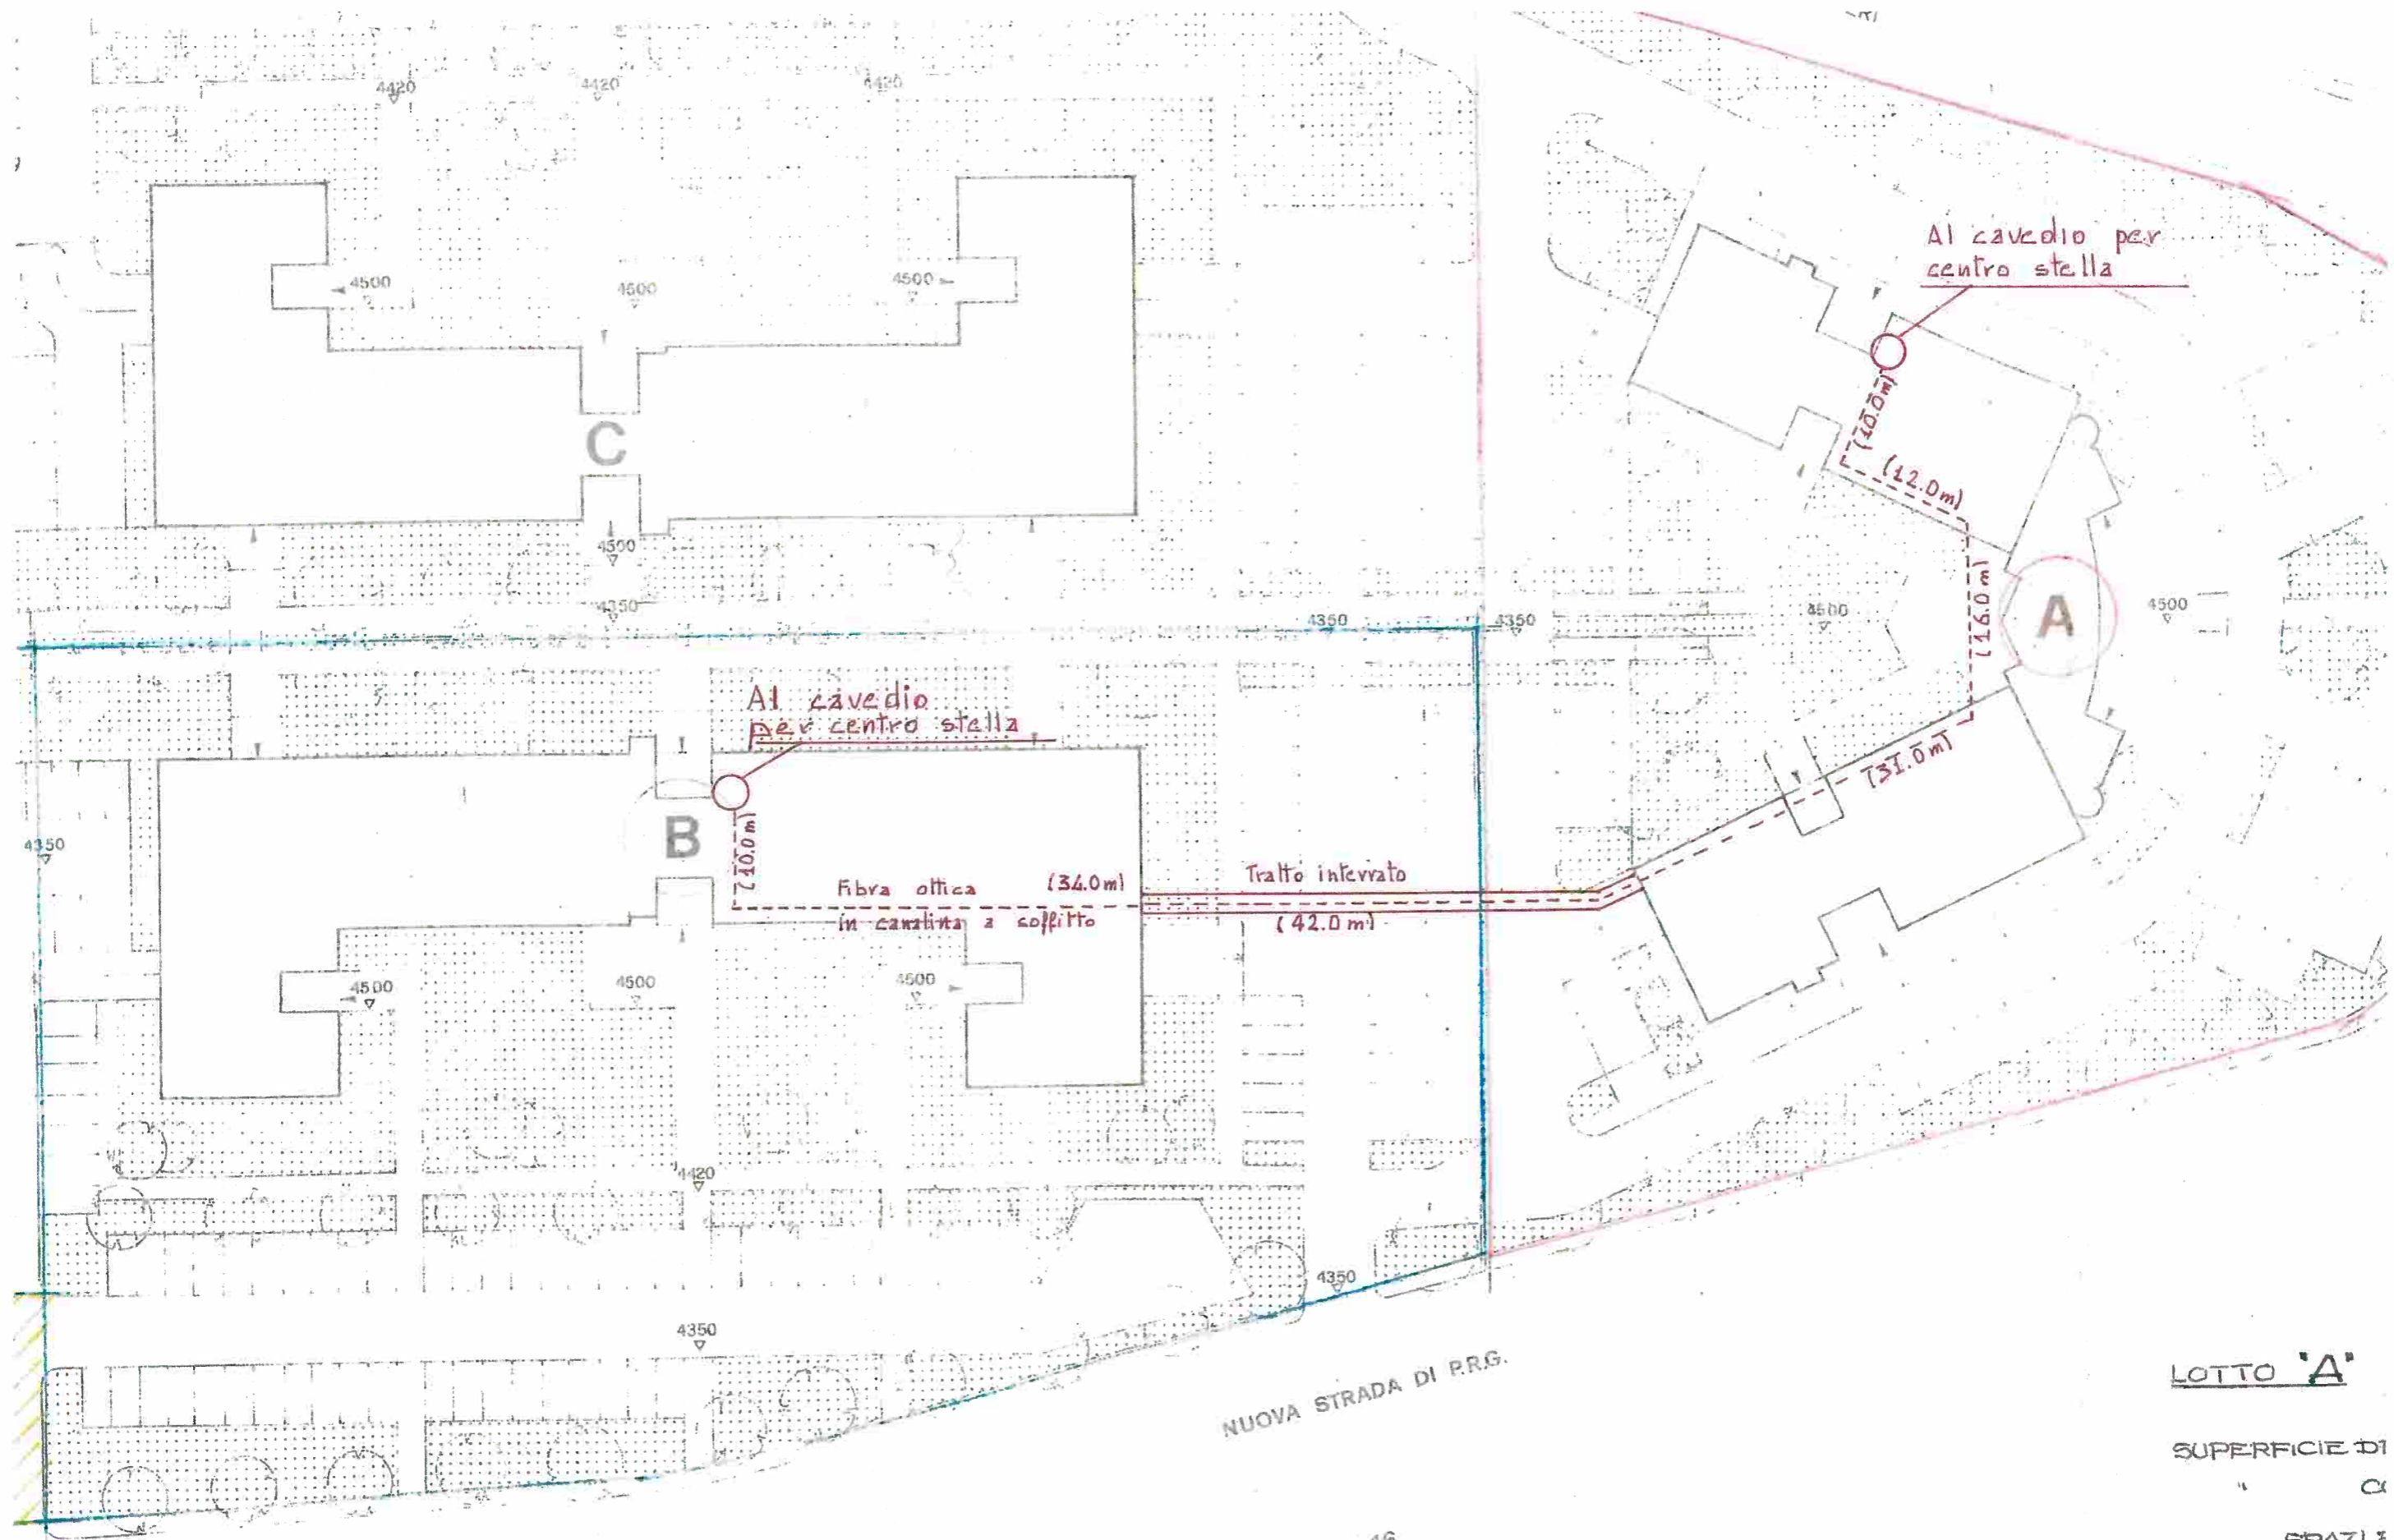 4420
4420
4420
4500
4500
4500
C
4500
4350
4350
4350
Al cavedio per
centro stella
(10.0m)
(12.0m)
(16.0m)
A
4500
4500
(31.0m)
Al cavedio
per centro stella
B
(10.0m)
4350
Fibra ottica
(34.0m)
in canalina a soffitto
Tratto interrato
(42.0m)
4500
4500
4500
4420
4350
4350
NUOVA STRADA DI P.R.G.
LOTTO "A"
SUPERFICIE
"